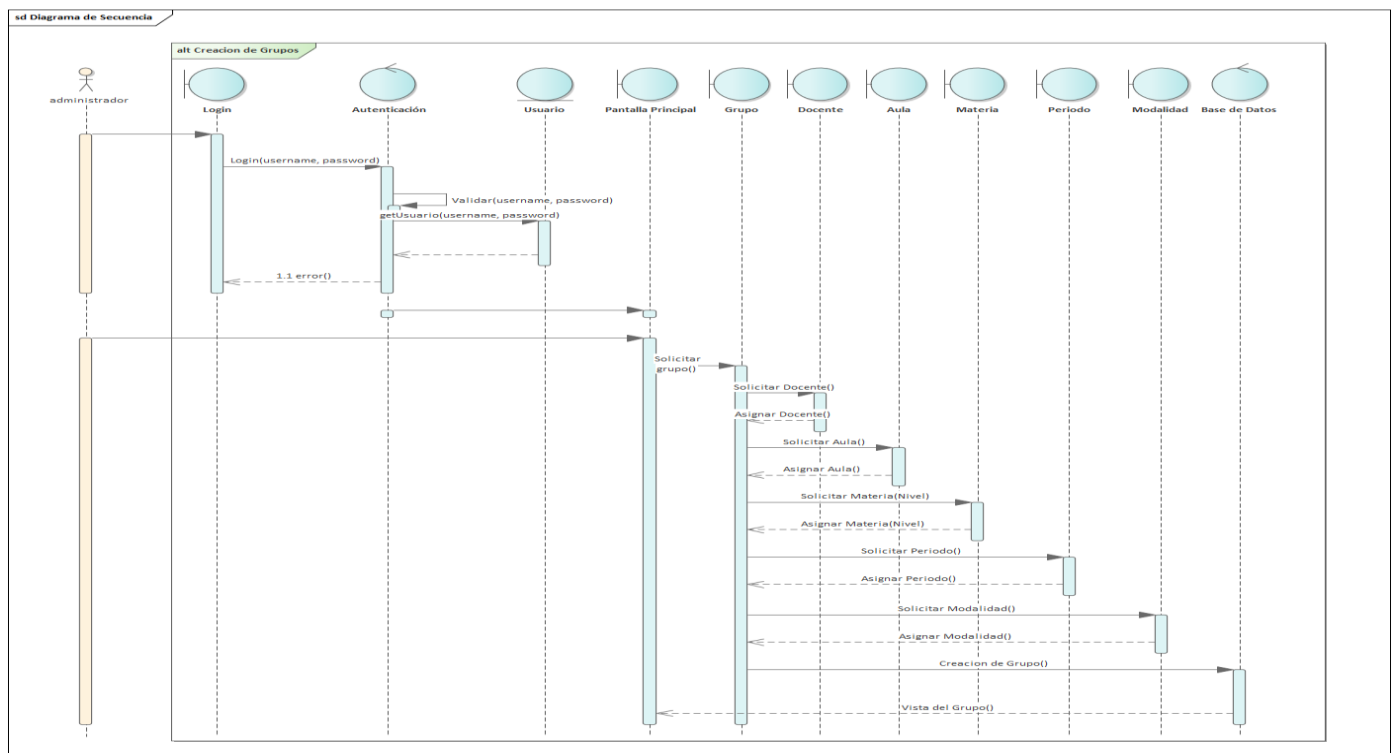 sd Diagrama de Secuencia
alt Creacion de Grupos
administrador
Login
Autenticación
Usuario
Pantalla Principal
Grupo
Docente
Aula
Materia
Periodo
Modalidad
Base de Datos
Login(username, password)
Validar(username, password)
getUsuario(username, password)
1.1 error()
Solicitar
grupo()
Solicitar Docente()
Asignar Docente()
Solicitar Aula()
Asignar Aula()
Solicitar Materia(Nivel)
Asignar Materia(Nivel)
Solicitar Periodo()
Asignar Periodo()
Solicitar Modalidad()
Asignar Modalidad()
Creacion de Grupo()
Vista del Grupo()